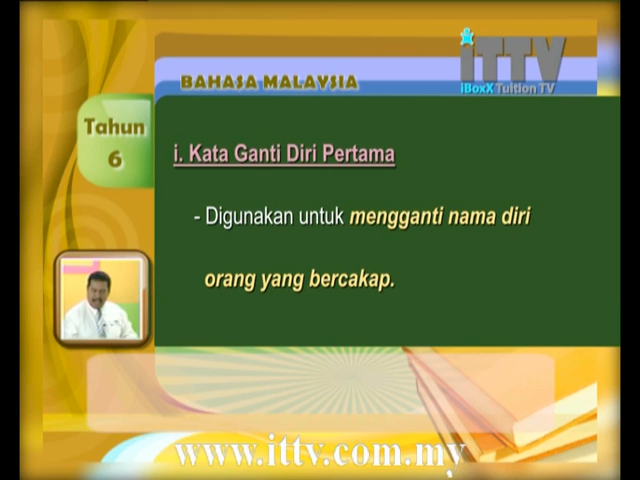 iTTV
iBoxX Tuition TV
BAHASA MALAYSIA
Tahun
6
i. Kata Ganti Diri Pertama
- Digunakan untuk mengganti nama diri
orang yang bercakap.
www.ittv.com.my